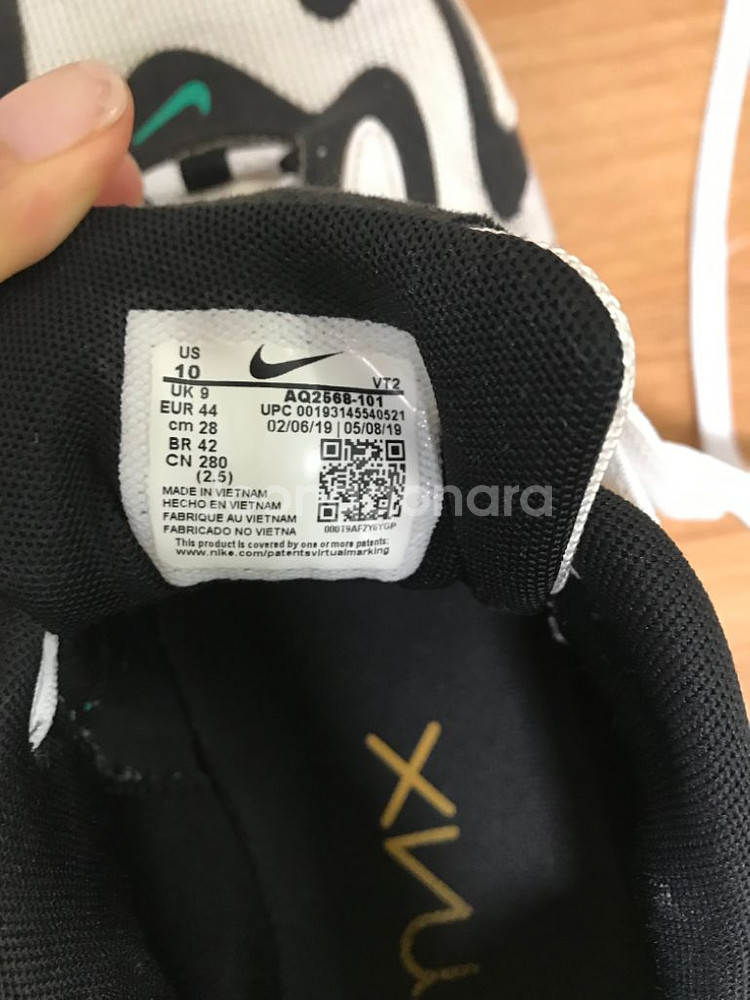 US
10
VT2
UK 9
AQ2568-101
EUR 44
UPC 00193145540521
cm 28
02/06/19 | 05/08/19
BR 42
CN 280
(2.5)
MADE IN VIETNAM
HECHO EN VIETNAM
FABRIQUE AU VIETNAM
FABRICADO NO VIETNA
00019AF2Y6YGP
This product is covered by one or more patents:
www.nike.com/patentsvirtualmarking